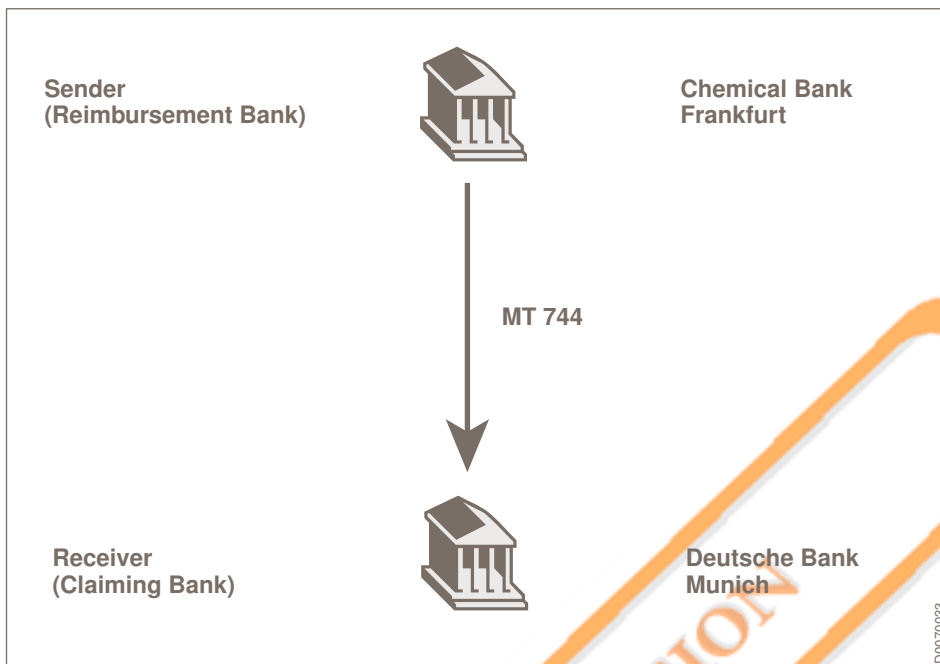 Sender
(Reimbursement Bank)
Chemical Bank
Frankfurt
MT 744
Receiver
(Claiming Bank)
Deutsche Bank
Munich